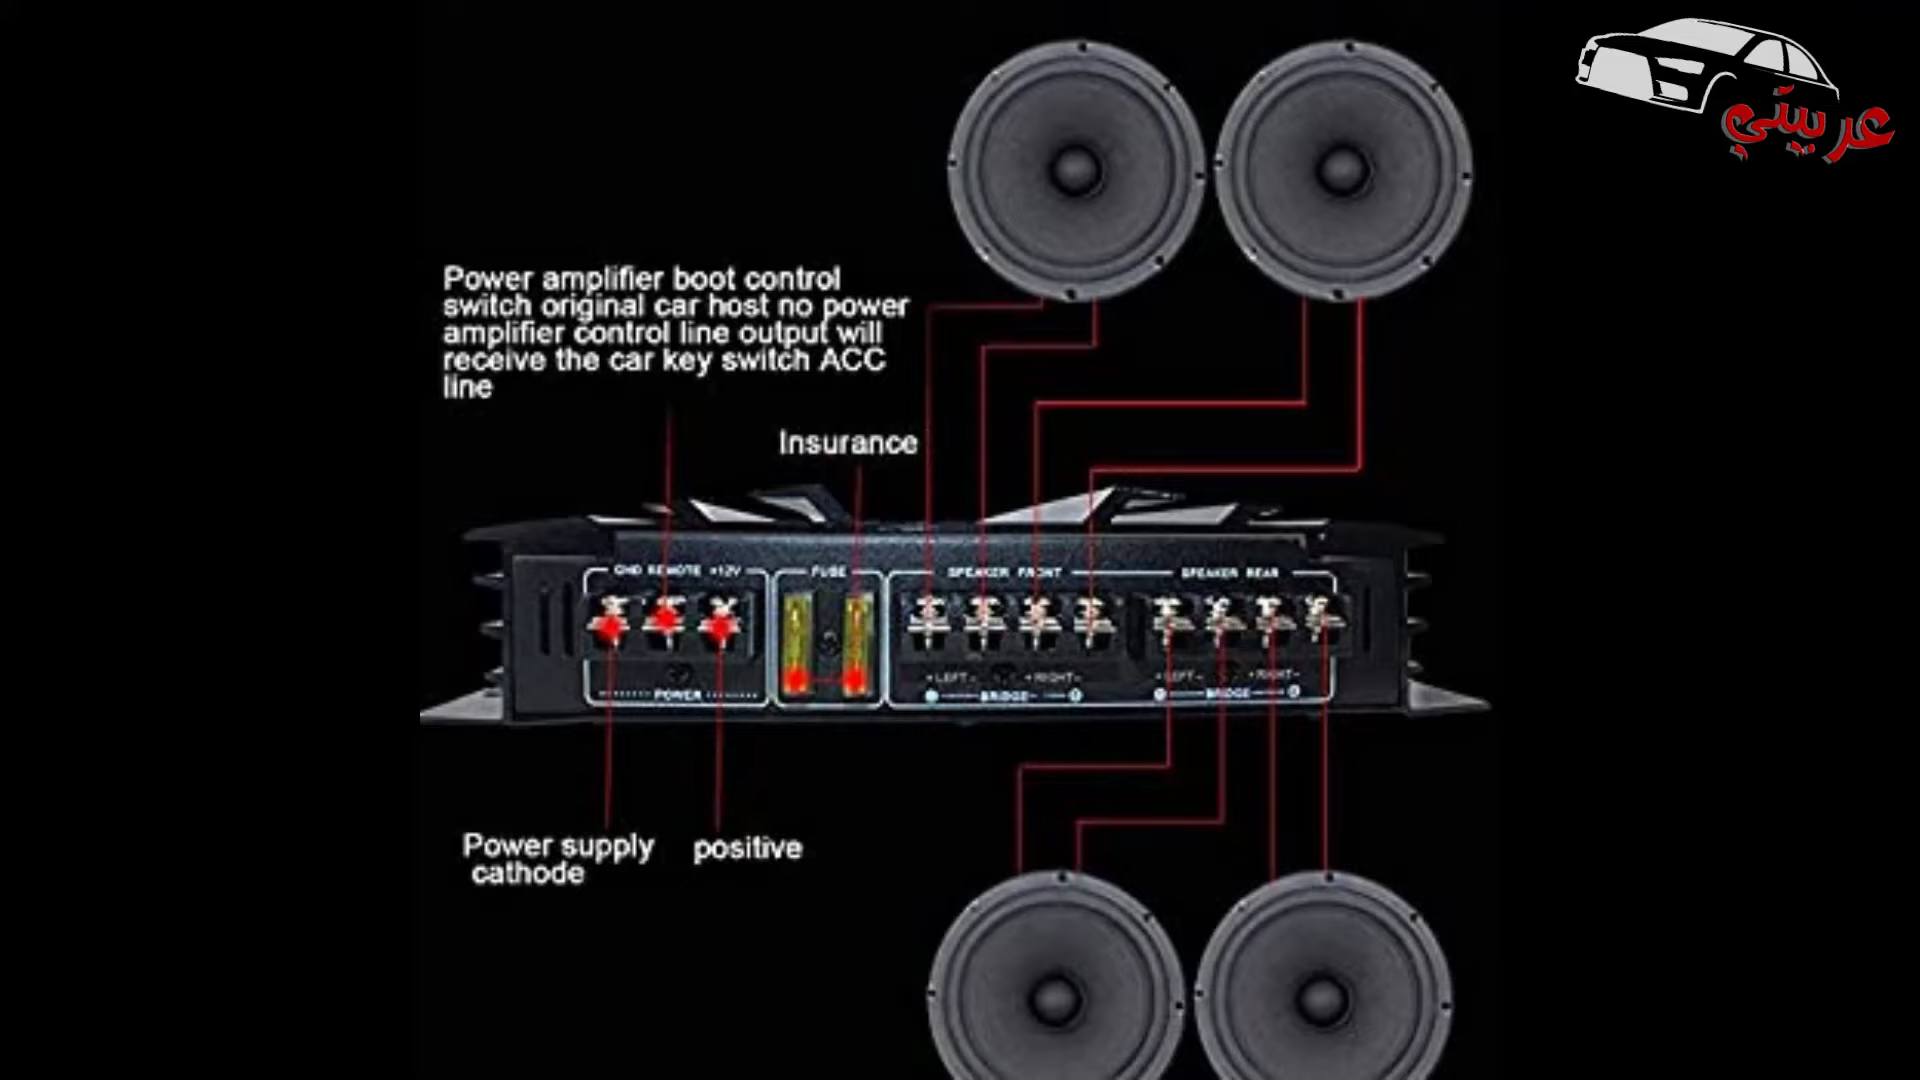 عربيتي
Power amplifier boot control
switch original car host no power
amplifier control line output will
receive the car key switch ACC
line
Insurance
GND REMOTE +12V
FUSE
SPEAKER FRONT
SPEAKER REAR
+LEFT-
+RIGHT-
+LEFT-
+RIGHT-
POWER
BRIDGE
BRIDGE
Power supply
cathode
positive